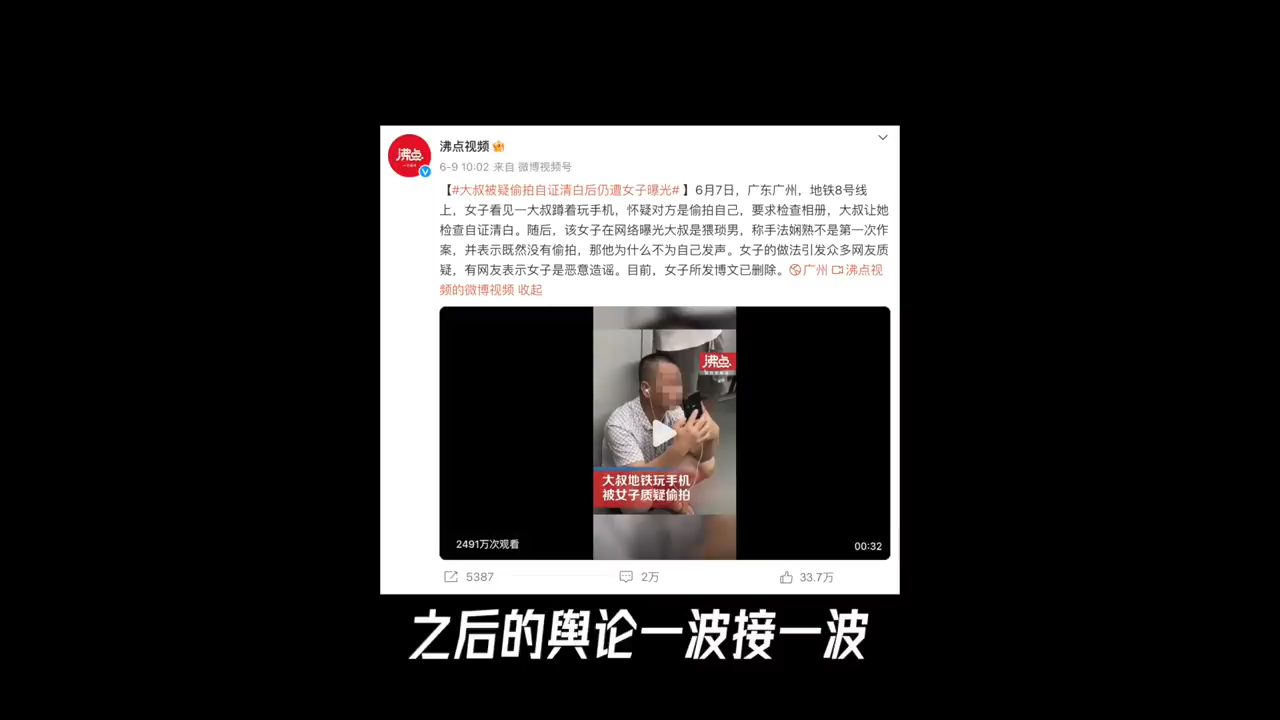 沸点
沸点视频
6-9 10:02 来自 微博视频号
【#大叔被疑偷拍自证清白后仍遭女子曝光# 】6月7日，广东广州，地铁8号线
上，女子看见一大叔蹲着玩手机，怀疑对方是偷拍自己，要求检查相册，大叔让她
检查自证清白。随后，该女子在网络曝光大叔是猥琐男，称手法娴熟不是第一次作
案，并表示既然没有偷拍，那他为什么不为自己发声。女子的做法引发众多网友质
疑，有网友表示女子是恶意造谣。目前，女子所发博文已删除。广州 沸点视
频的微博视频 收起
沸点
大叔地铁玩手机
被女子质疑偷拍
2491万次观看
00:32
5387
2万
33.7万
之后的舆论一波接一波